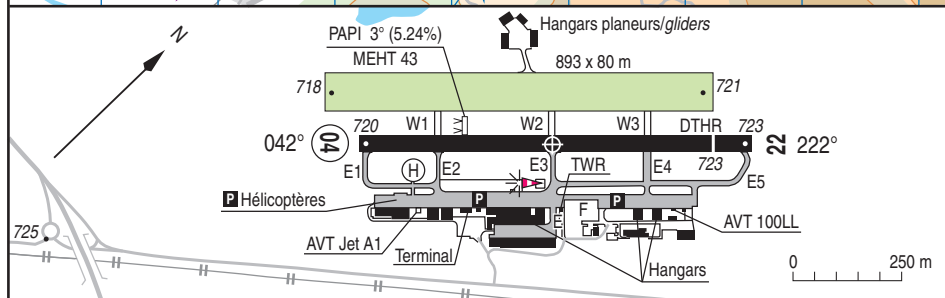 N
Hangars planeurs/gliders
PAPI 3° (5.24%)
MEHT 43
893 x 80 m
718
721
W1
W2
W3
DTHR
042°
04
720
723
22
222°
723
E1
H
E2
E3
TWR
E4
E5
P Hélicoptères
P
P
F
AVT 100LL
725
AVT Jet A1
Terminal
Hangars
0
250 m